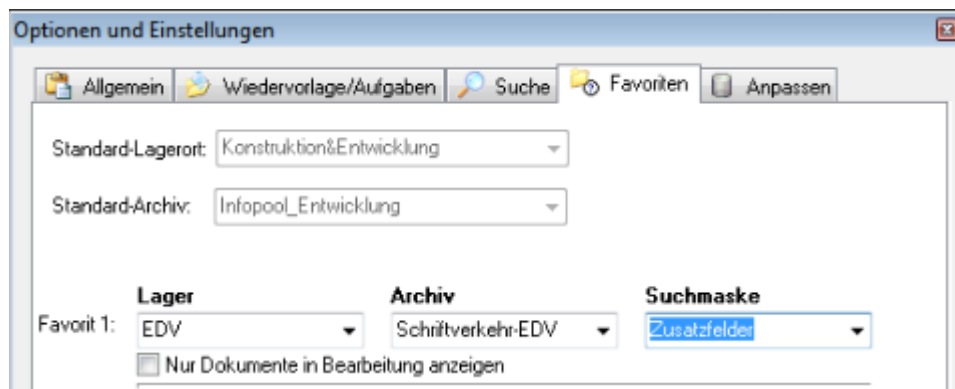 Optionen und Einstellungen
Allgemein Wiedervorlage/Aufgaben Suche Favoriten Anpassen
Standard-Lagerort: Konstruktion&Entwicklung
Standard-Archiv: Infopool_Entwicklung
Lager Archiv Suchmaske
Favorit 1: EDV Schriftverkehr-EDV Zusatzfelder
Nur Dokumente in Bearbeitung anzeigen